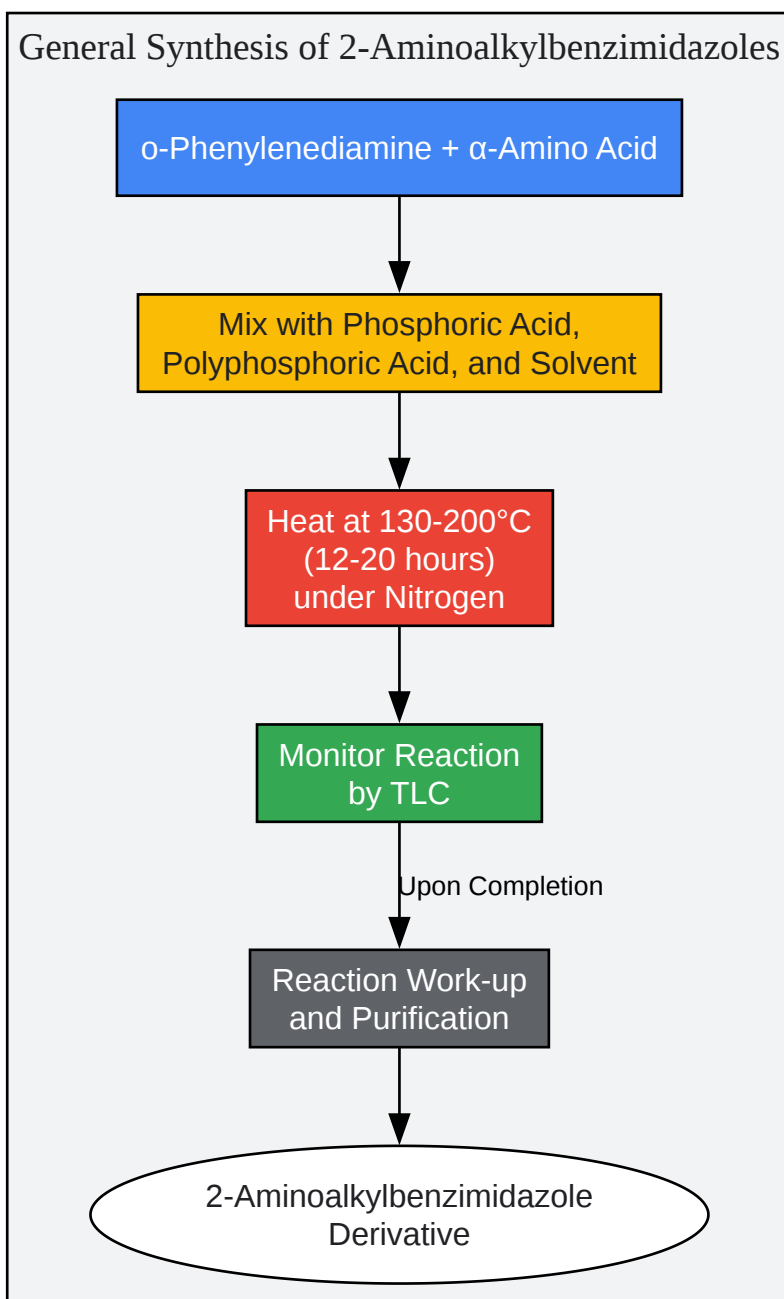 General Synthesis of 2-Aminoalkylbenzimidazoles
o-Phenylenediamine + α-Amino Acid
Mix with Phosphoric Acid,
Polyphosphoric Acid, and Solvent
Heat at 130-200°C
(12-20 hours)
under Nitrogen
Monitor Reaction
by TLC
Upon Completion
Reaction Work-up
and Purification
2-Aminoalkylbenzimidazole
Derivative